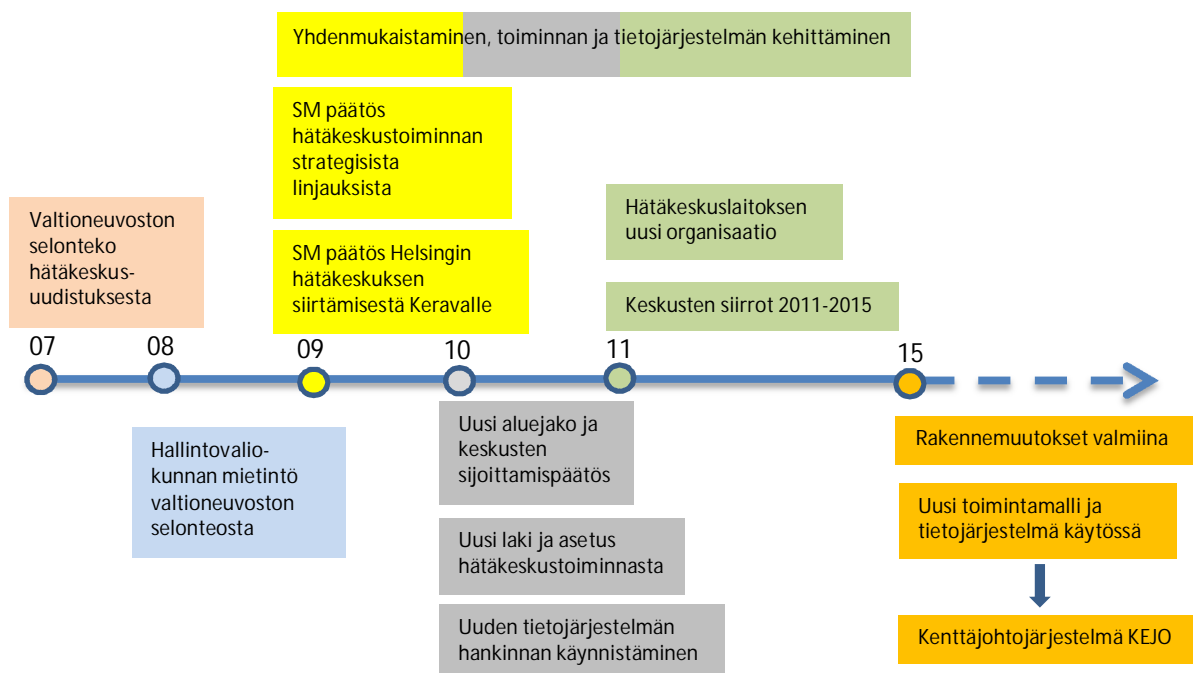 Yhdenmukaistaminen, toiminnan ja tietojärjestelmän kehittäminen
SM päätös
hätäkeskustoiminnan
strategisista
linjauksista
Valtioneuvoston
selonteko
hätäkeskus-
uudistuksesta
SM päätös Helsingin
hätäkeskuksen
siirtämisestä Keravalle
Hätäkeskuslaitoksen
uusi organisaatio
Keskusten siirrot 2011-2015
07
08
09
10
11
15
Hallintovalio-
kunnan mietintö
valtioneuvoston
selonteosta
Uusi aluejako ja
keskusten
sijoittamispäätös
Uusi laki ja asetus
hätäkeskustoiminnasta
Uuden tietojärjestelmän
hankinnan käynnistäminen
Rakennemuutokset valmiina
Uusi toimintamalli ja
tietojärjestelmä käytössä
Kenttäjohtojärjestelmä KEJO